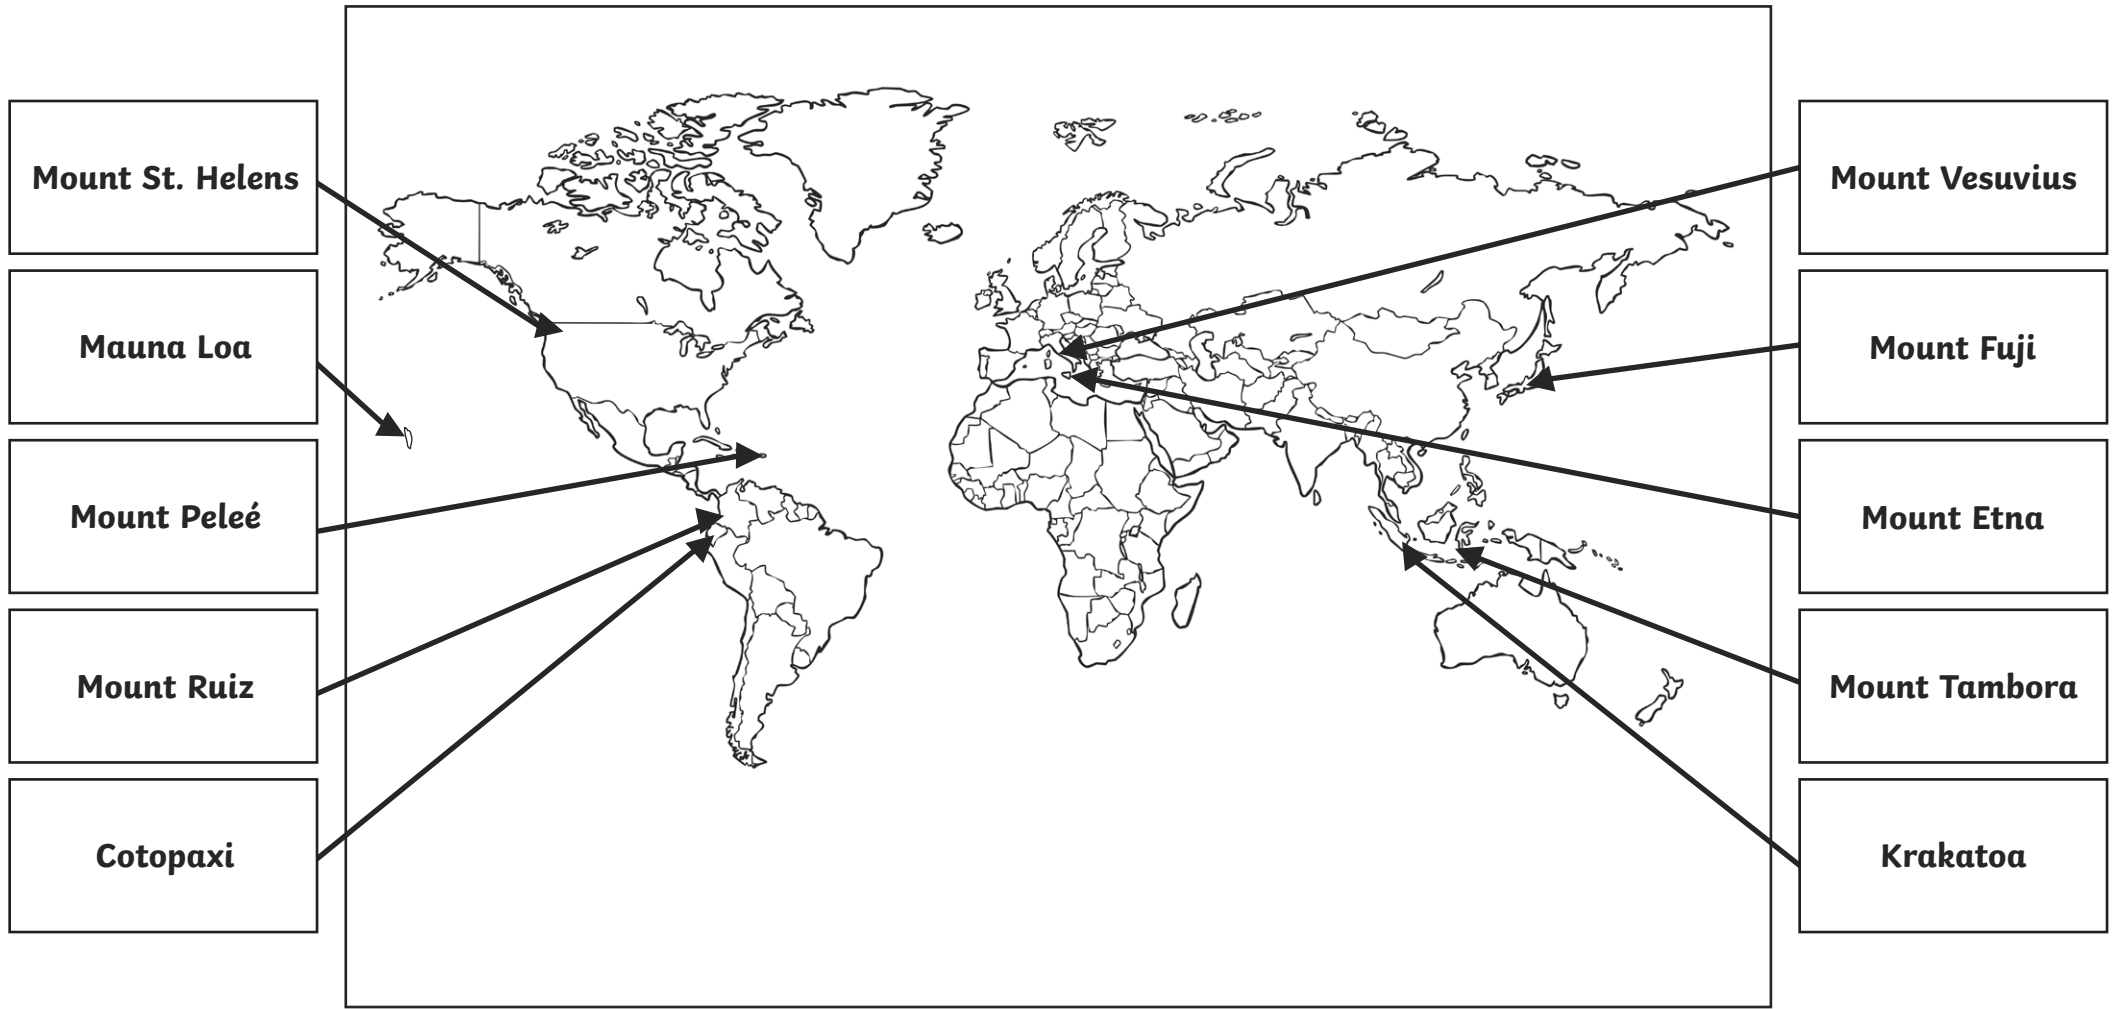 Mount St. Helens
Mauna Loa
Mount Peleé
Mount Ruiz
Cotopaxi
Mount Vesuvius
Mount Fuji
Mount Etna
Mount Tambora
Krakatoa